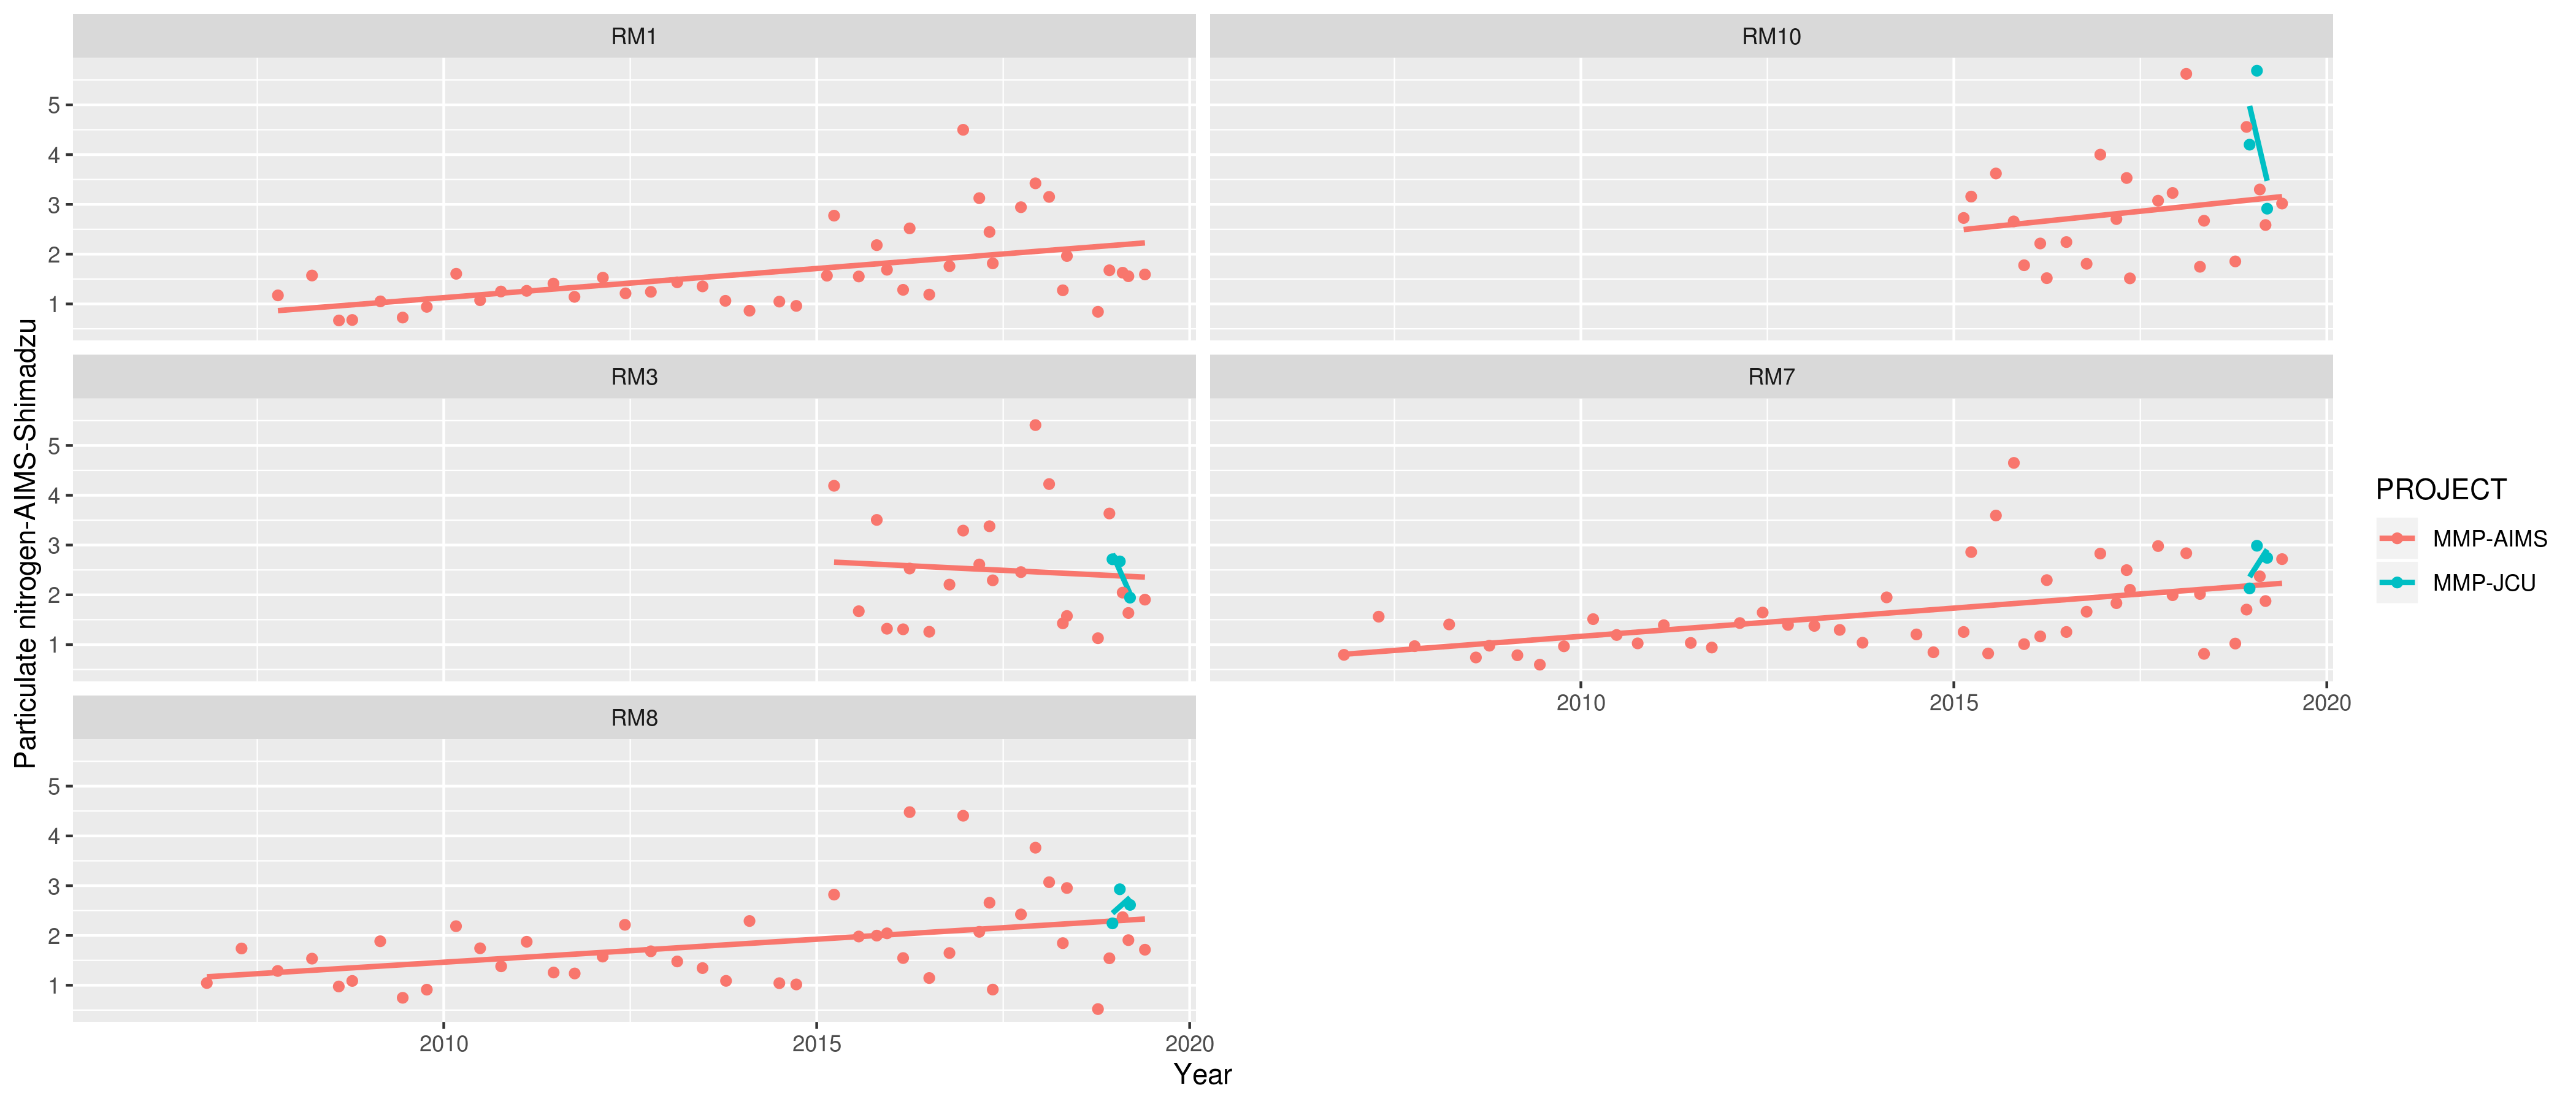 RM1
RM10
5
4
3
2
1
RM3
RM7
5
4
3
2
1
2010
2015
2020
RM8
5
4
3
2
1
2010
2015
2020
Year
Particulate nitrogen-AIMS-Shimadzu
PROJECT
MMP-AIMS
MMP-JCU